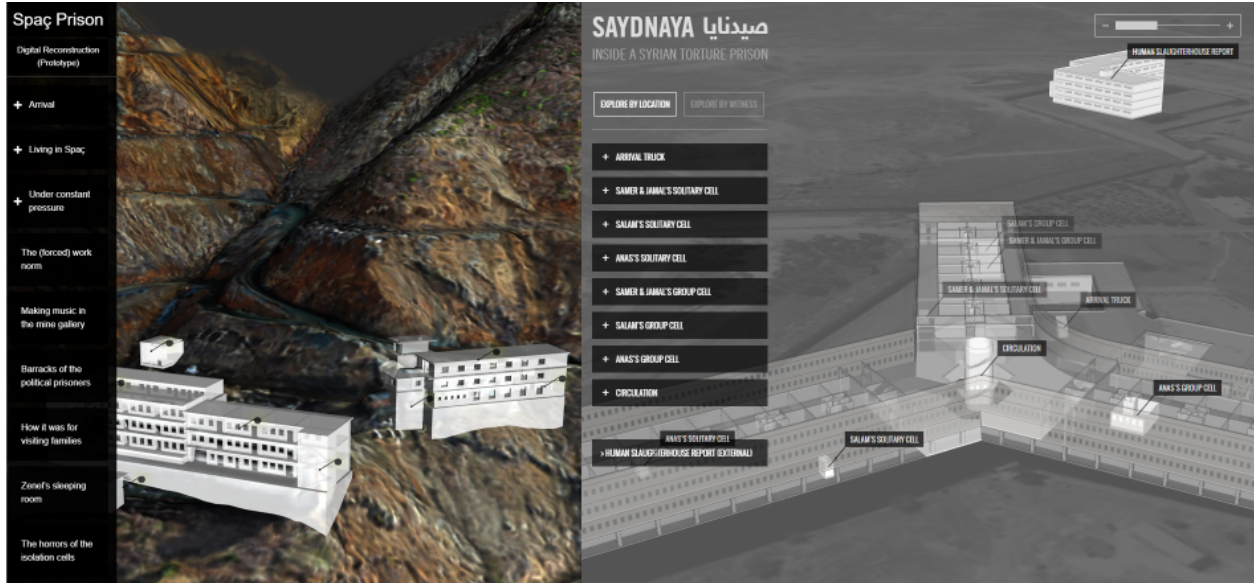 Spaç Prison
Digital Reconstruction
(Prototype)
+ Arrival
+ Living in Spaç
+ Under constant
pressure
The (forced) work
norm
Making music in
the mine gallery
Barracks of the
political prisoners
How it was for
visiting families
Zenel's sleeping
room
The horrors of the
isolation cells
SAYDNAYA صيدنايا
INSIDE A SYRIAN TORTURE PRISON
EXPLORE BY LOCATION
EXPLORE BY WITNESS
+ ARRIVAL TRUCK
+ SAMER & JAMAL'S SOLITARY CELL
+ SALAM'S SOLITARY CELL
+ ANAS'S SOLITARY CELL
+ SAMER & JAMAL'S GROUP CELL
+ SALAM'S GROUP CELL
+ ANAS'S GROUP CELL
+ CIRCULATION
> HUMAN SLAUGHTERHOUSE REPORT (EXTERNAL)
- +
HUMAN SLAUGHTERHOUSE REPORT
SALAM'S GROUP CELL
SAMER & JAMAL'S GROUP CELL
SAMER & JAMAL'S SOLITARY CELL
ARRIVAL TRUCK
CIRCULATION
ANAS'S GROUP CELL
ANAS'S SOLITARY CELL
SALAM'S SOLITARY CELL